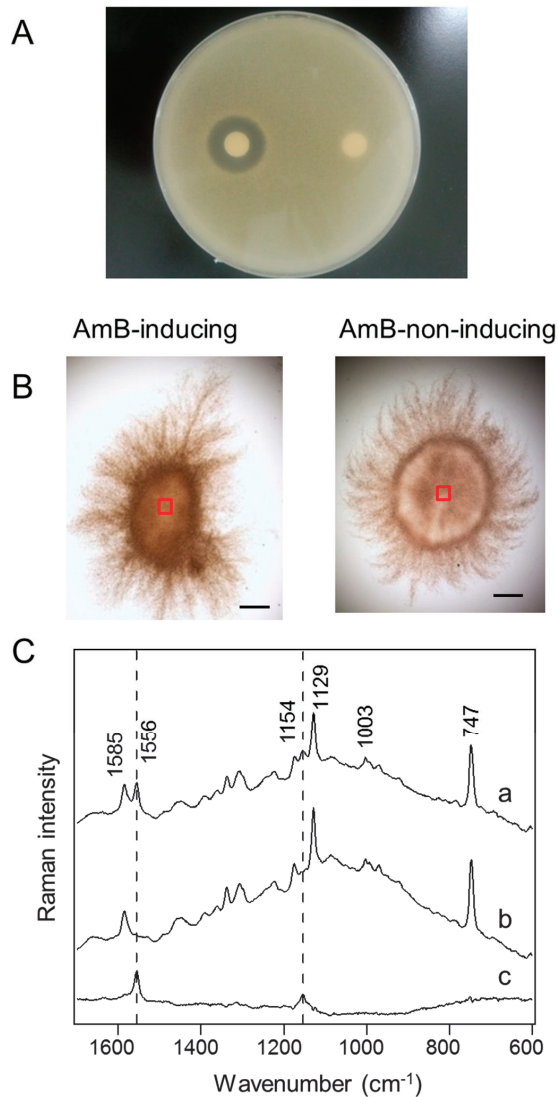 A
AmB-inducing
AmB-non-inducing
B
C
1585
1556
1154
1129
1003
747
a
b
c
Raman intensity
1600
1400
1200
1000
800
600
Wavenumber (cm⁻¹)